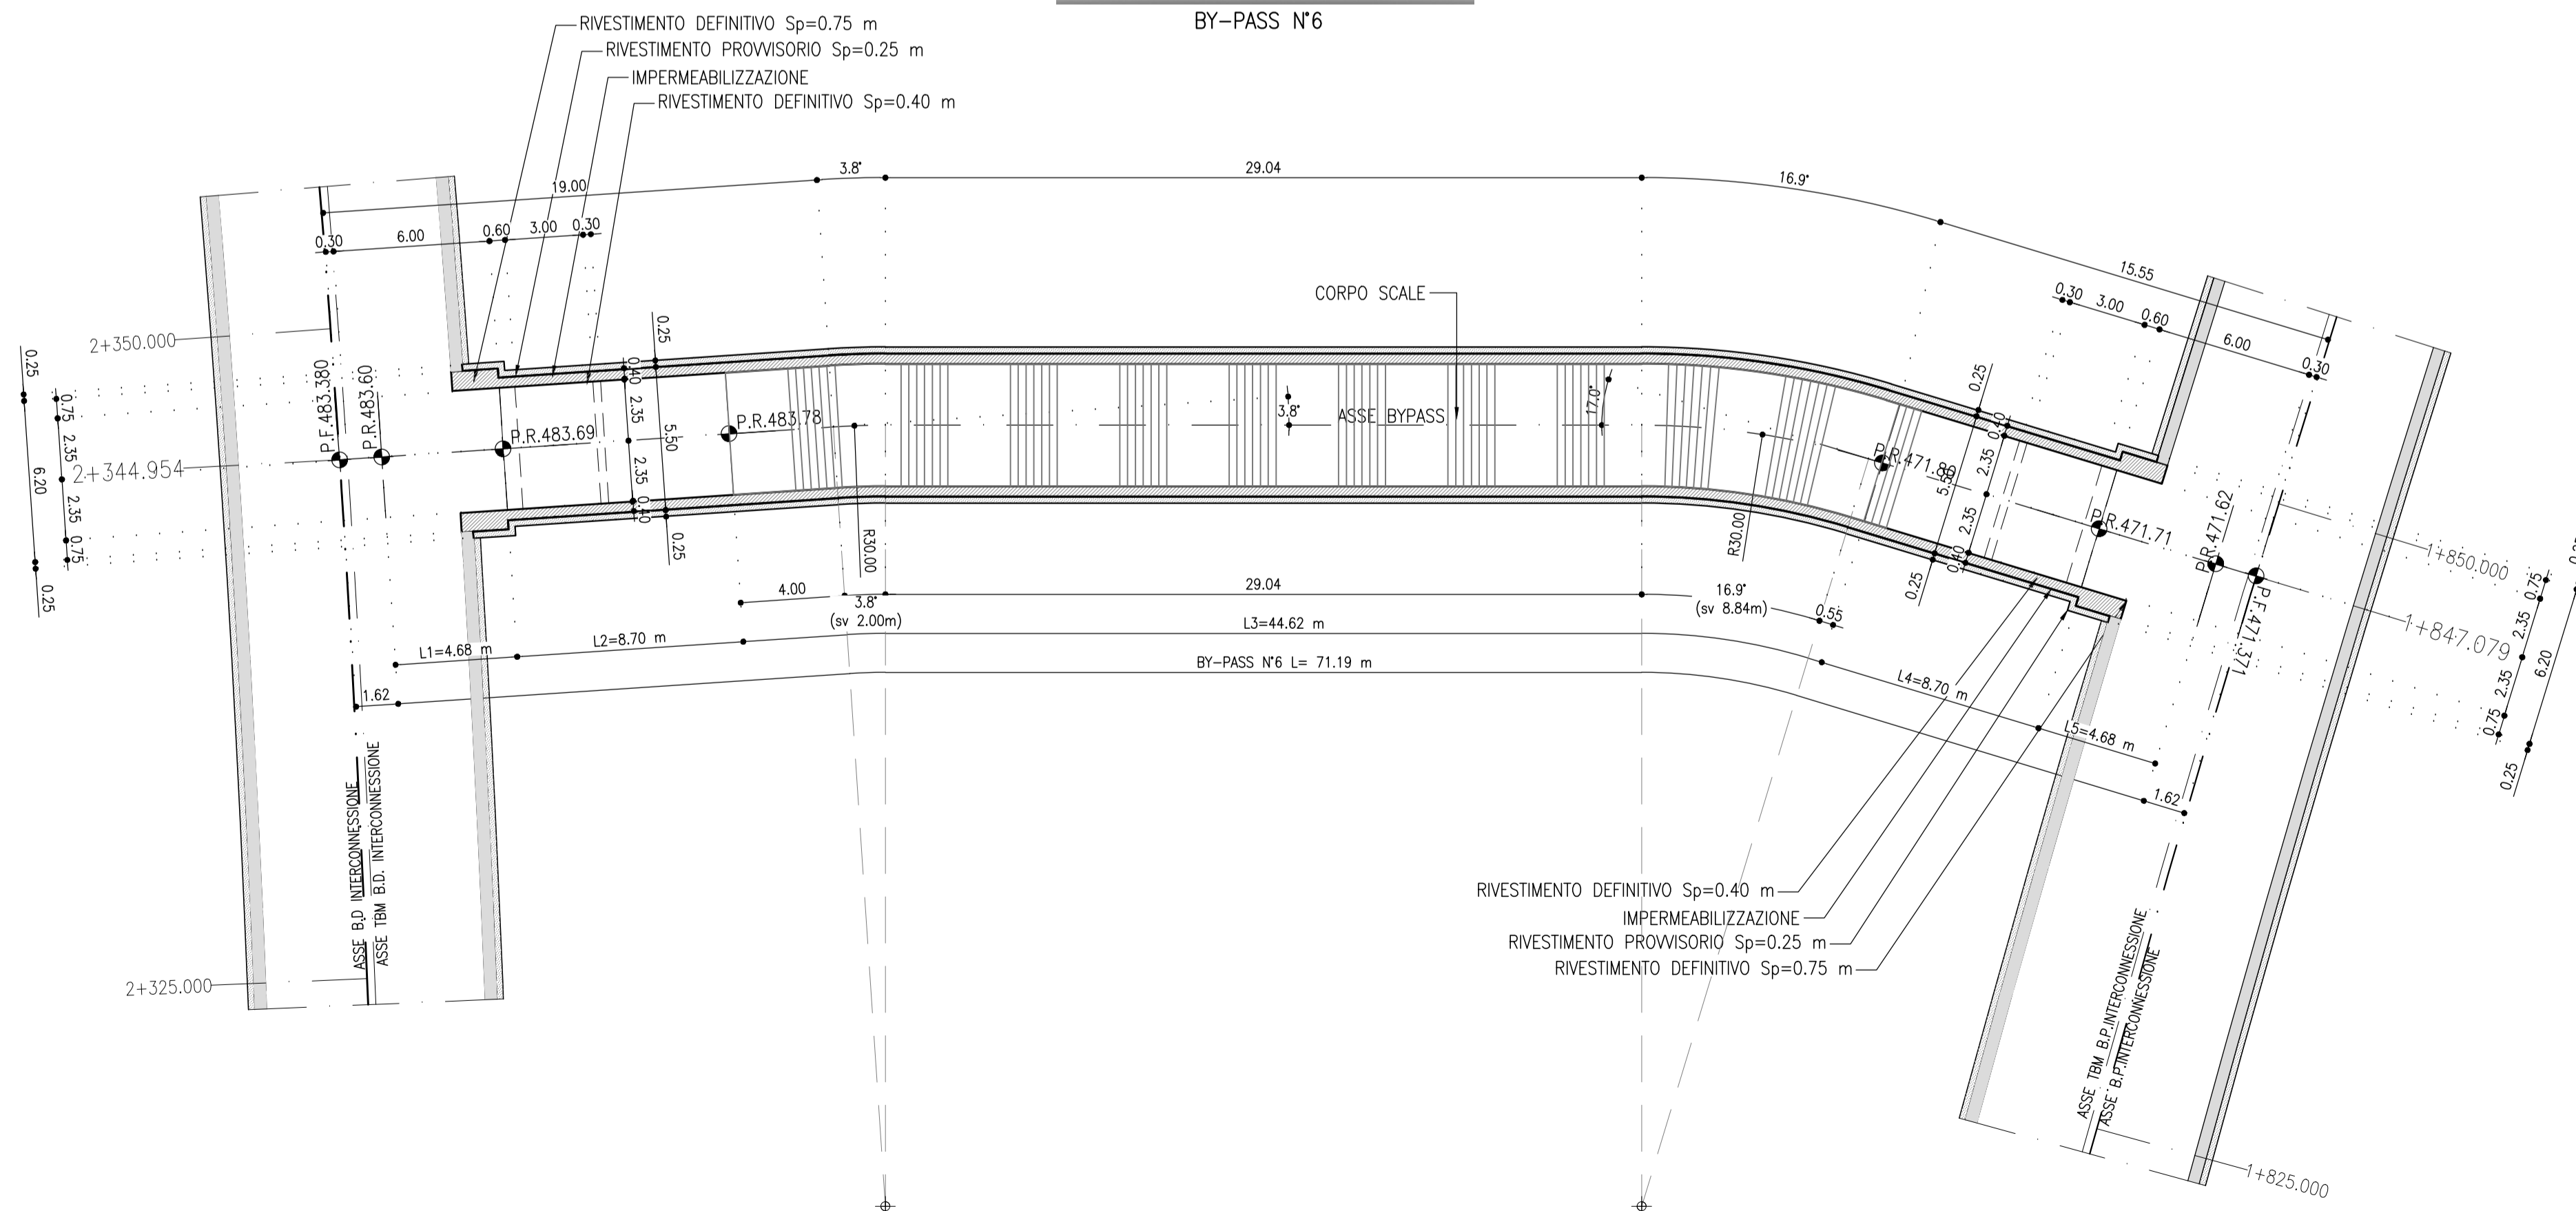 BY-PASS N°6
RIVESTIMENTO DEFINITIVO Sp=0.75 m
RIVESTIMENTO PROVVISORIO Sp=0.25 m
IMPERMEABILIZZAZIONE
RIVESTIMENTO DEFINITIVO Sp=0.40 m
19.00
3.8°
29.04
16.9°
15.55
0.30
6.00
0.60
3.00
0.30
0.30
3.00
0.60
6.00
0.30
CORPO SCALE
2+350.000
2+344.954
2+325.000
0.25
6.20
0.25
0.75
2.35
2.35
0.75
P.F.483.380
P.R.483.60
P.R.483.69
P.R.483.78
0.25
0.40
2.35
5.50
2.35
0.40
0.25
R30.00
3.8°
ASSE BYPASS
17.0°
R30.00
P.R.471.80
0.25
0.40
2.35
5.50
2.35
0.40
0.25
P.R.471.71
P.R.471.62
P.F.471.371
1+850.000
1+847.079
1+825.000
0.75
2.35
2.35
0.75
6.20
0.25
4.00
3.8°
(sv 2.00m)
29.04
16.9°
(sv 8.84m)
0.55
L1=4.68 m
L2=8.70 m
L3=44.62 m
L4=8.70 m
L5=4.68 m
1.62
BY-PASS N°6 L= 71.19 m
1.62
ASSE B.D INTERCONNESSIONE
ASSE TBM B.D. INTERCONNESSIONE
RIVESTIMENTO DEFINITIVO Sp=0.40 m
IMPERMEABILIZZAZIONE
RIVESTIMENTO PROVVISORIO Sp=0.25 m
RIVESTIMENTO DEFINITIVO Sp=0.75 m
ASSE TBM B.P.INTERCONNESSIONE
ASSE B.P.INTERCONNESSIONE